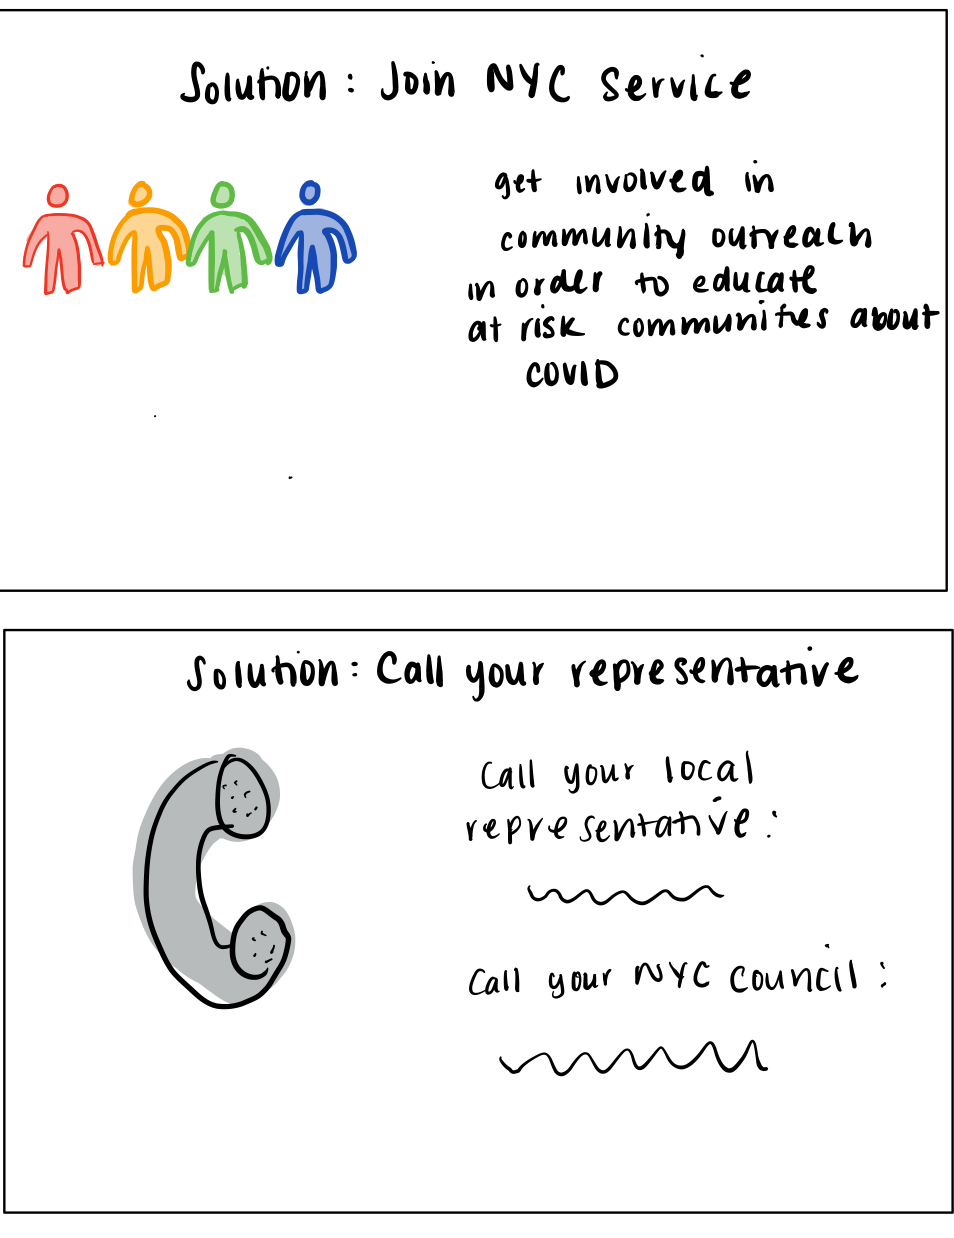 Solution: Join NYC Service
get involved in
community outreach
in order to educate
at risk communities about
COVID
Solution: Call your representative
Call your local
representative:
Call your NYC Council: